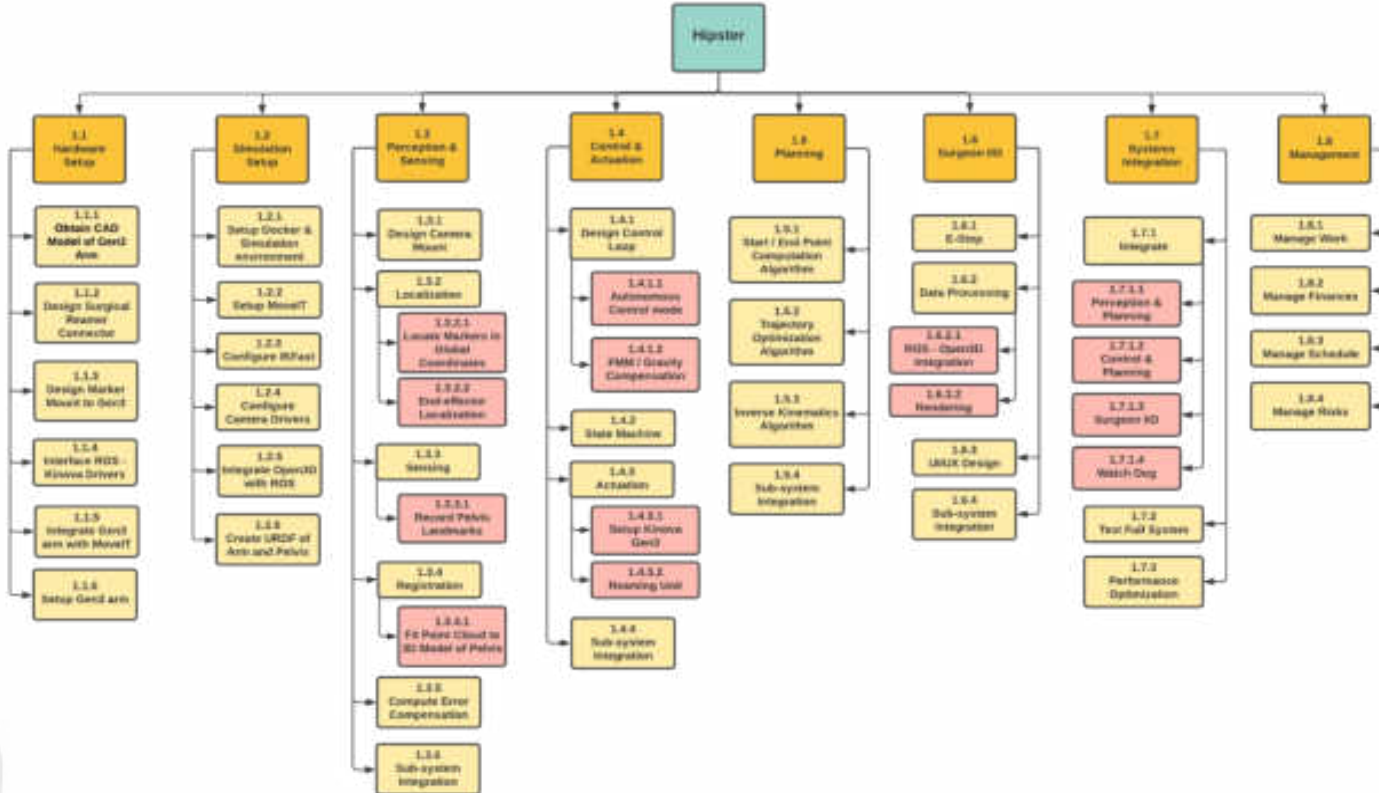 Hipster
1.1
Hardware
Setup
1.1.1
Obtain CAD
Model of Gen3
Arm
1.1.2
Design Surgical
Reamer
Connector
1.1.3
Design Marker
Mount to Gen3
1.1.4
Interface ROS -
Kinova Drivers
1.1.5
Integrate Gen3
arm with MoveIT
1.1.6
Setup Gen3 arm
1.2
Simulation
Setup
1.2.1
Setup Docker &
Simulation
environment
1.2.2
Setup MoveIT
1.2.3
Configure IKFast
1.2.4
Configure
Camera Drivers
1.2.5
Integrate Open3D
with ROS
1.2.6
Create URDF of
Arm and Pelvis
1.3
Perception &
Sensing
1.3.1
Design Camera
Mount
1.3.2
Localization
1.3.2.1
Locate Markers in
Global
Coordinates
1.3.2.2
End-effector
Localization
1.3.3
Sensing
1.3.3.1
Record Pelvis
Landmarks
1.3.4
Registration
1.3.4.1
Fit Point Cloud to
3D Model of Pelvis
1.3.5
Compute Error
Compensation
1.3.6
Sub-system
Integration
1.4
Control &
Actuation
1.4.1
Design Control
Loop
1.4.1.1
Autonomous
Control mode
1.4.1.2
/ Gravity
Compensation
1.4.2
State Machine
1.4.3
Actuation
1.4.3.1
Setup Kinova
Gen3
1.4.3.2
Reaming Unit
1.4.4
Sub-system
Integration
1.5
Planning
1.5.1
Start / End Point
Computation
Algorithm
1.5.2
Trajectory
Optimization
Algorithm
1.5.3
Inverse Kinematics
Algorithm
1.5.4
Sub-system
Integration
1.6
Surgeon I/O
1.6.1
E-Stop
1.6.2
Data Processing
1.6.2.1
ROS - Open3D
Integration
1.6.2.2
Rendering
1.6.3
UI/UX Design
1.6.4
Sub-system
Integration
1.7
Systems
Integration
1.7.1
Integrate
1.7.1.1
Perception &
Planning
1.7.1.2
Control &
Planning
1.7.1.3
Surgeon I/O
1.7.1.4
Watch Dog
1.7.2
Test Full System
1.7.3
Performance
Optimization
1.8
Management
1.8.1
Manage Work
1.8.2
Manage Finances
1.8.3
Manage Schedule
1.8.4
Manage Risks